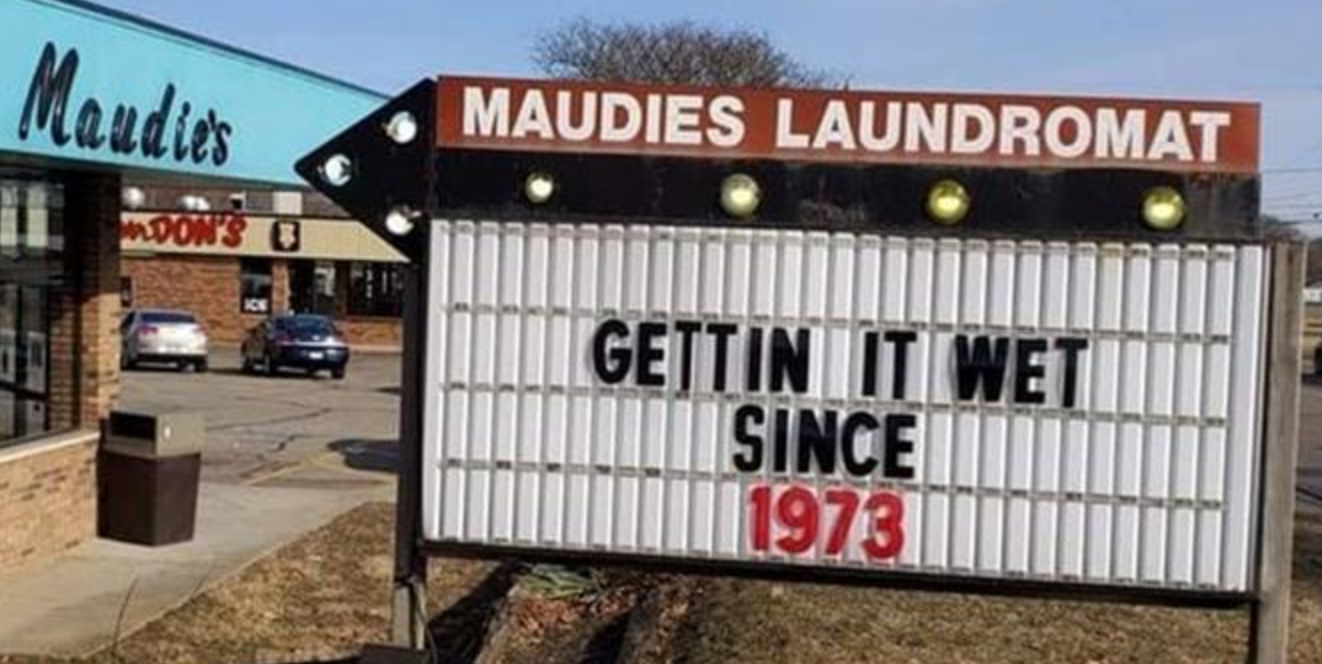 Maudie's
MAUDIES LAUNDROMAT
DON'S
GETTIN IT WET
SINCE
1973